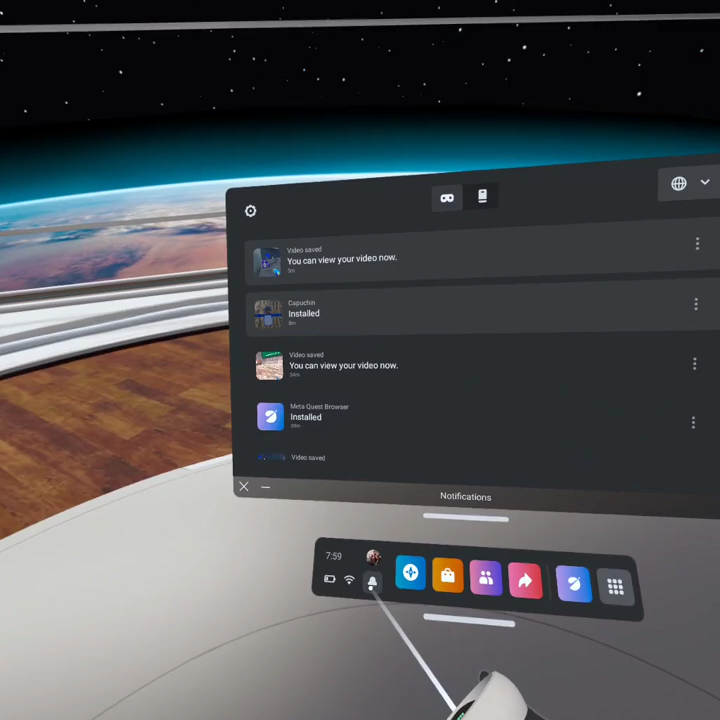 Video saved
You can view your video now.
5m
Capuchin
Installed
8m
Video saved
You can view your video now.
34m
Meta Quest Browser
Installed
Video saved
Notifications
7:59